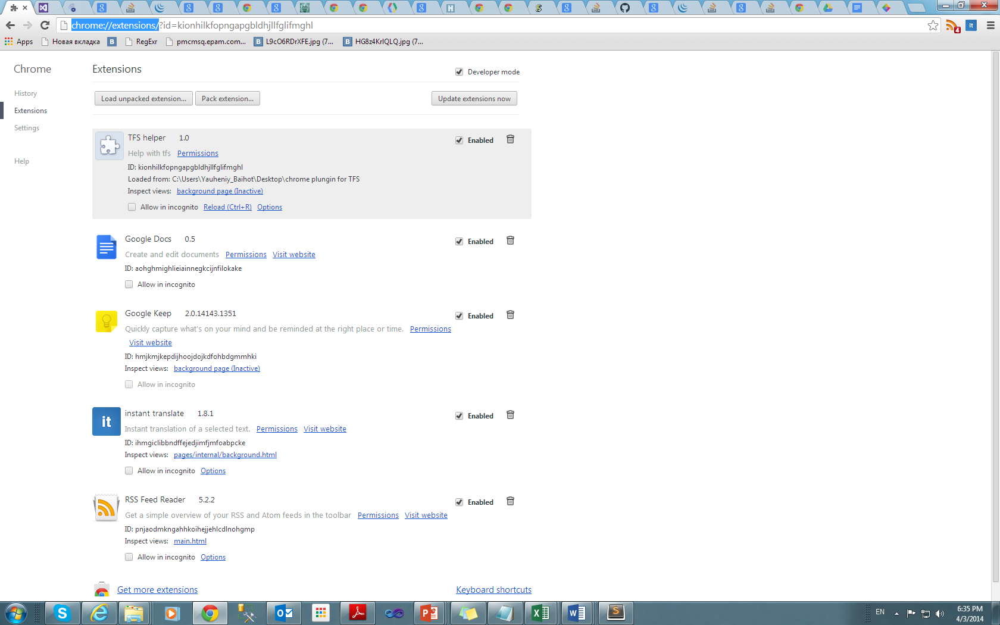 chrome://extensions/?id=kionhilkfopngapgbldhjllfglifmghl
4
it
Apps Новая вкладка B RegExr pmcmsq.epam.com... B L9cO6RDrXFE.jpg (7... B HG8z4KrIQLQ.jpg (7...
Chrome
History
Extensions
Settings
Help
Extensions
Developer mode
Load unpacked extension... Pack extension... Update extensions now
TFS helper 1.0 Enabled
Help with tfs Permissions
ID: kionhilkfopngapgbldhjllfglifmghl
Loaded from: C:\Users\Yauheniy_Baihot\Desktop\chrome plungin for TFS
Inspect views: background page (Inactive)
Allow in incognito Reload (Ctrl+R) Options
Google Docs 0.5 Enabled
Create and edit documents Permissions Visit website
ID: aohghmighlieiainnegkcijnfilokake
Allow in incognito
Google Keep 2.0.14143.1351 Enabled
Quickly capture what's on your mind and be reminded at the right place or time. Permissions
Visit website
ID: hmjkmjkepdijhoojdojkdfohbdgmmhki
Inspect views: background page (Inactive)
Allow in incognito
it
instant translate 1.8.1 Enabled
Instant translation of a selected text. Permissions Visit website
ID: ihmgiclibbndffejedjimfjmfoabpcke
Inspect views: pages/internal/background.html
Allow in incognito Options
RSS Feed Reader 5.2.2 Enabled
Get a simple overview of your RSS and Atom feeds in the toolbar Permissions Visit website
ID: pnjaodmkngahhkoihejjehlcdlnohgmp
Inspect views: main.html
Allow in incognito Options
Get more extensions Keyboard shortcuts
EN
6:35 PM
4/3/2014